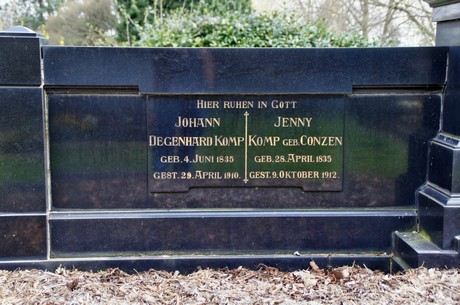 HIER RUHEN IN GOTT
JOHANN
DEGENHARD KOMP
GEB. 4. JUNI 1835
GEST. 29. APRIL 1910.
JENNY
KOMP GEB. CONZEN
GEB. 28. APRIL 1835
GEST. 9. OKTOBER 1912.